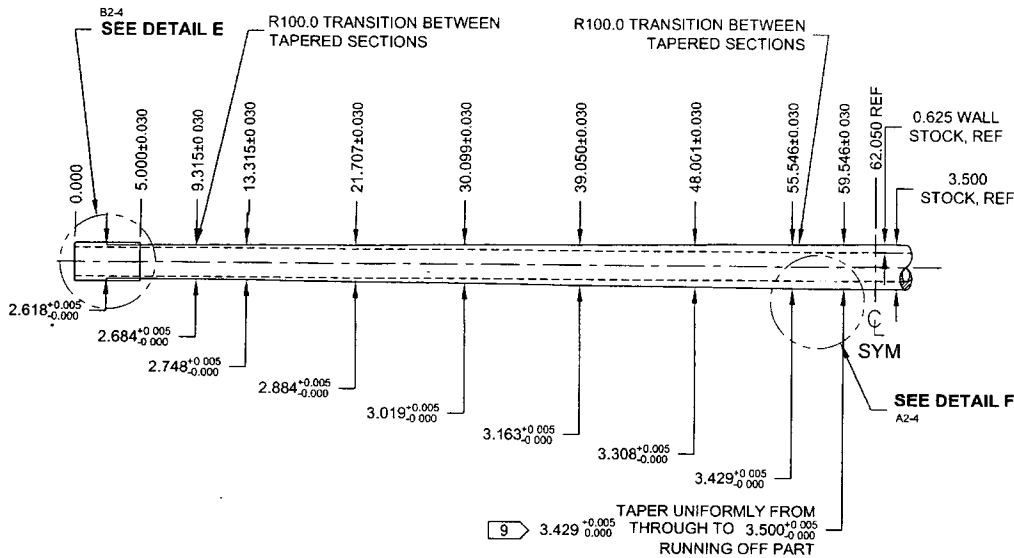 B2-4
SEE DETAIL E
R100.0 TRANSITION BETWEEN
TAPERED SECTIONS
R100.0 TRANSITION BETWEEN
TAPERED SECTIONS
0.000
5.000±0.030
9.315±0 030
13.315±0 030
21.707±0.030
30.099±0.030
39.050±0 030
48.001±0 030
55.546±0 030
59.546±0 030
62.050 REF
0.625 WALL
STOCK, REF
3.500
STOCK, REF
2.618 +0 005 -0.000
2.684 +0 005 -0 000
2.748 +0 005 -0.000
2.884 +0 005 -0.000
3.019 +0.005 -0 000
3.163 +0 005 -0 000
3.308 +0 005 -0.000
3.429 +0 005 -0 000
℄
SYM
SEE DETAIL F
A2-4
9 3.429 +0 005 0.000
TAPER UNIFORMLY FROM
THROUGH TO 3.500 +0 005 -0.000
RUNNING OFF PART